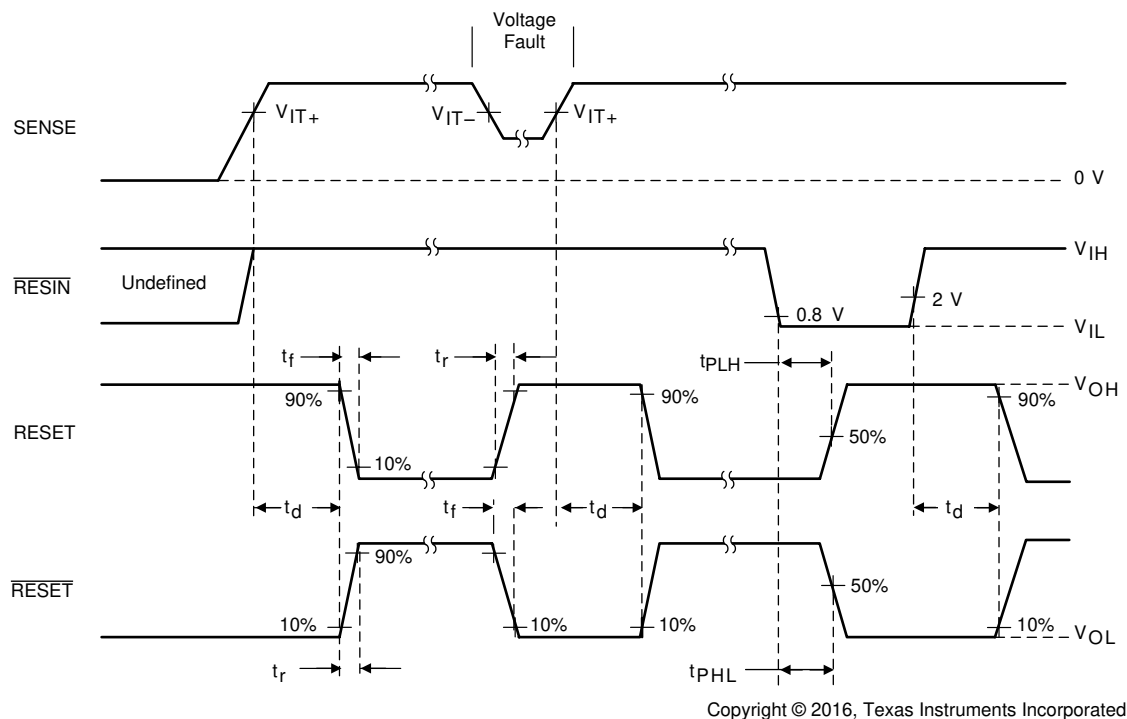 Voltage
Fault
SENSE
VIT+
VIT–
VIT+
0 V
RESIN
Undefined
VIH
0.8 V
2 V
VIL
tf
tr
tPLH
RESET
90%
10%
90%
50%
VOH
90%
td
tf
td
td
RESET
90%
10%
10%
10%
50%
10%
VOL
tr
tPHL
Copyright © 2016, Texas Instruments Incorporated